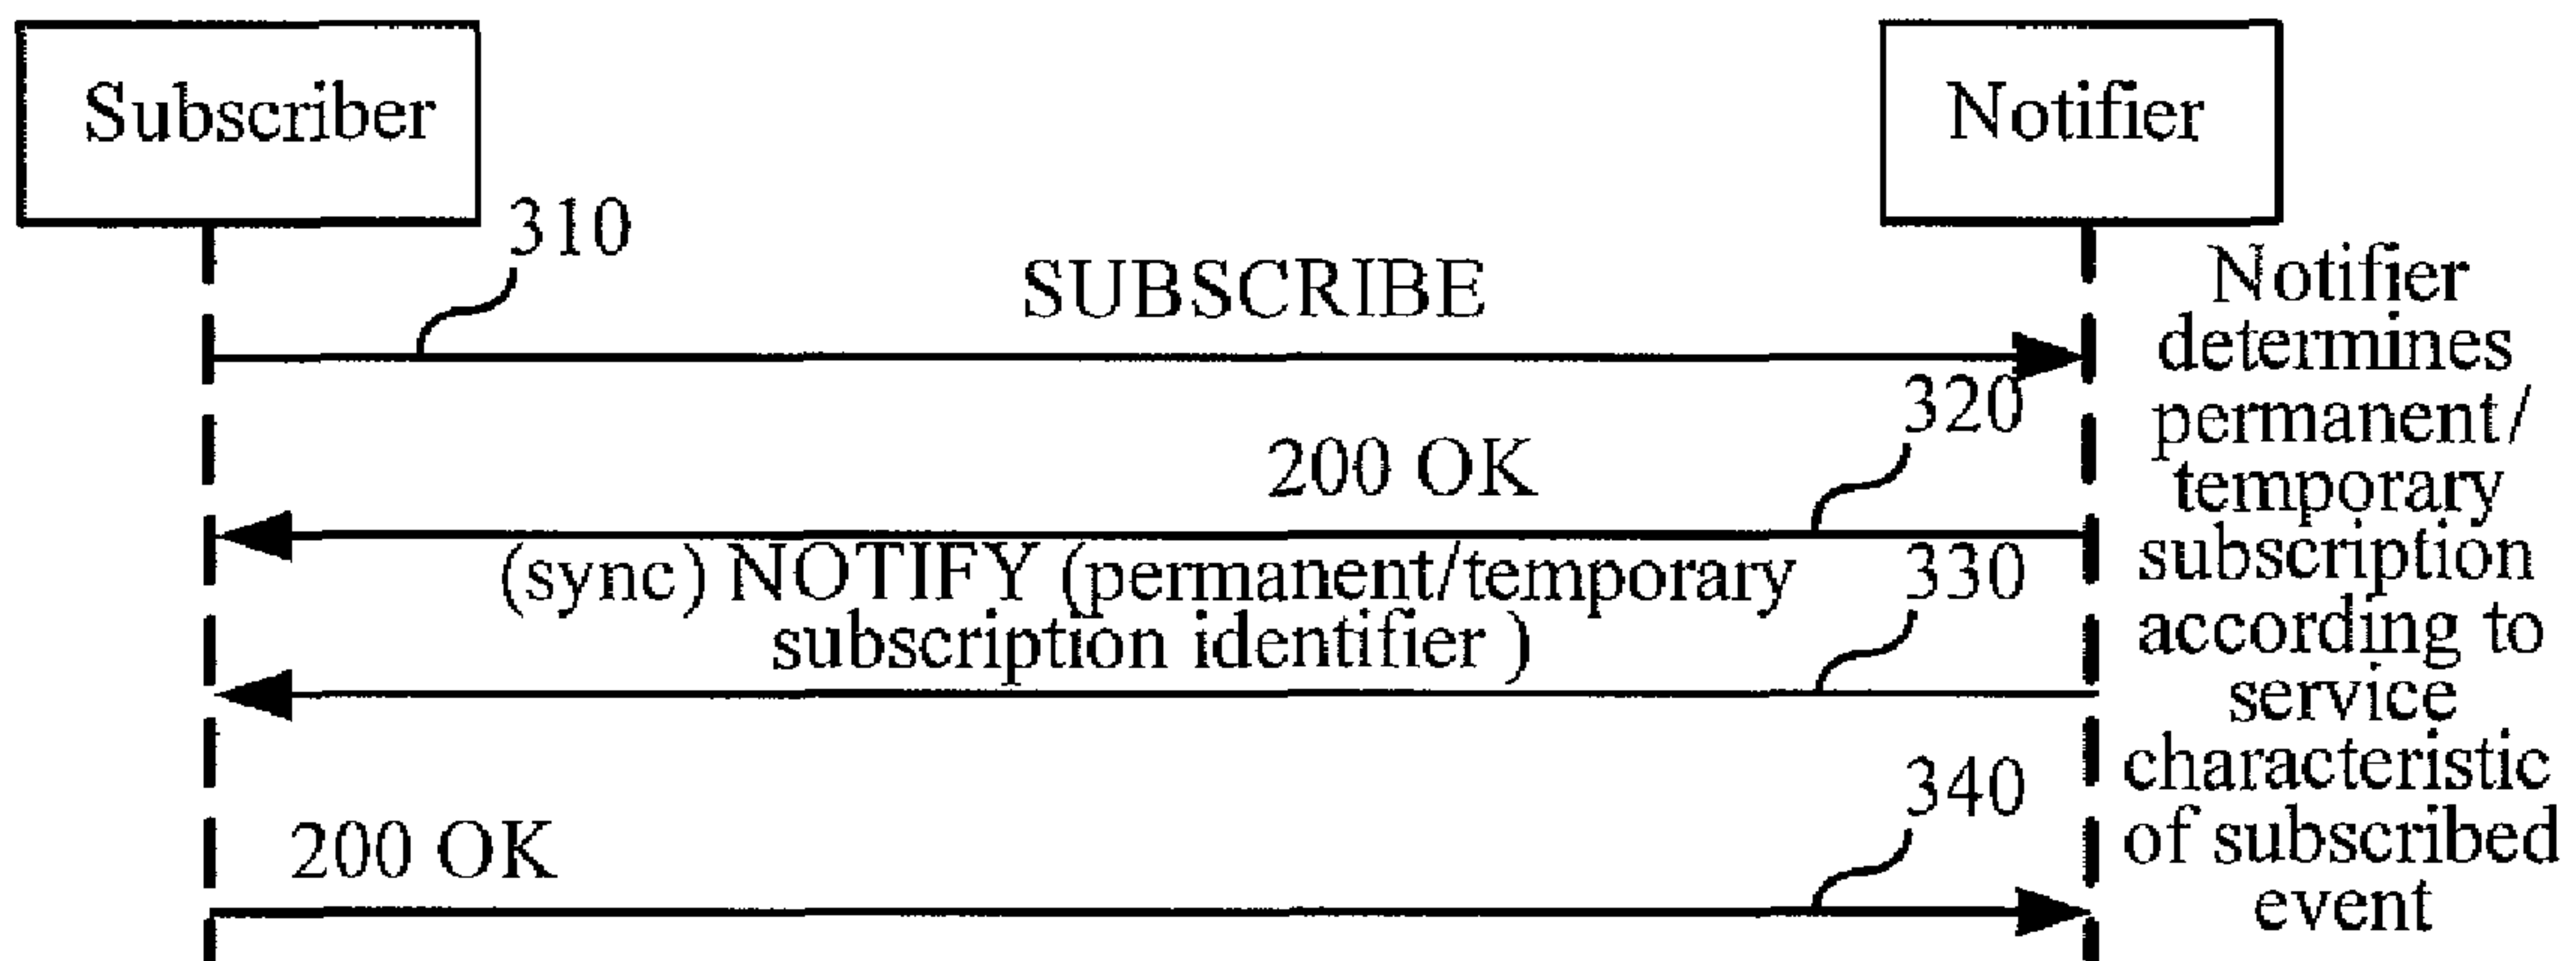 Subscriber
Notifier
310
SUBSCRIBE
320
200 OK
(sync) NOTIFY (permanent/temporary
subscription identifier )
330
340
200 OK
Notifier
determines
permanent/
temporary
subscription
according to
service
characteristic
of subscribed
event